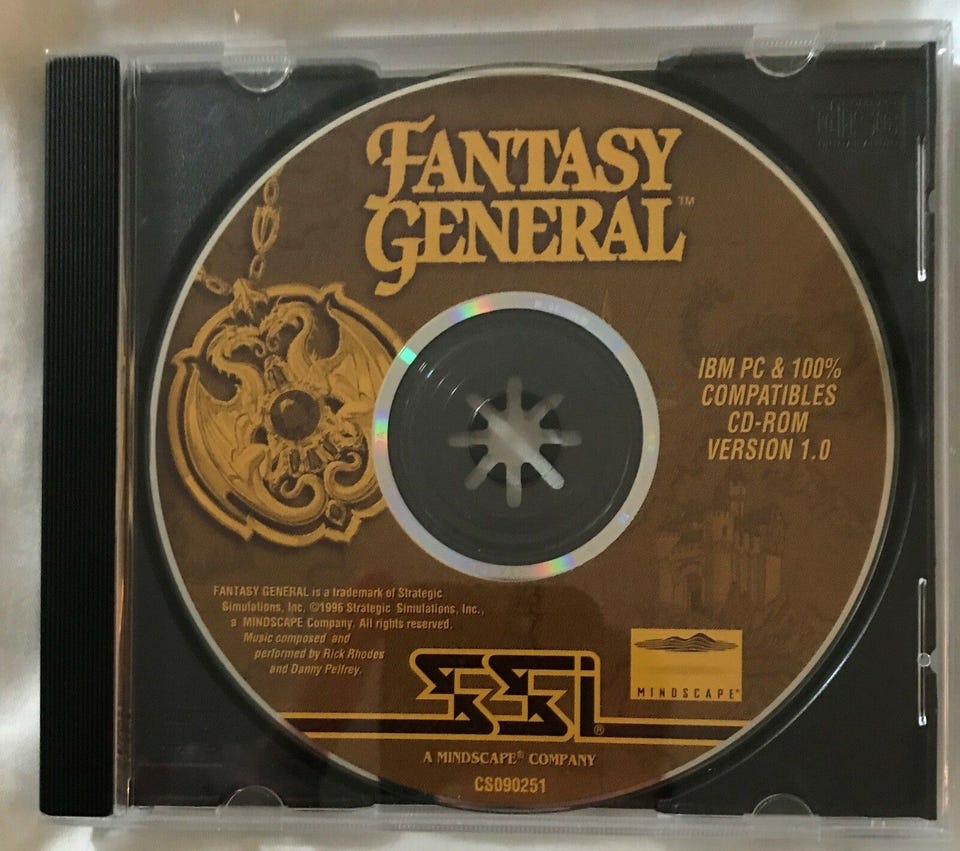 FANTASY
GENERAL™
IBM PC & 100%
COMPATIBLES
CD-ROM
VERSION 1.0
FANTASY GENERAL is a trademark of Strategic
Simulations, Inc. ©1996 Strategic Simulations, Inc.,
a MINDSCAPE Company. All rights reserved.
Music composed and
performed by Rick Rhodes
and Danny Pelfrey.
SSI®
MINDSCAPE®
A MINDSCAPE® COMPANY
CS090251